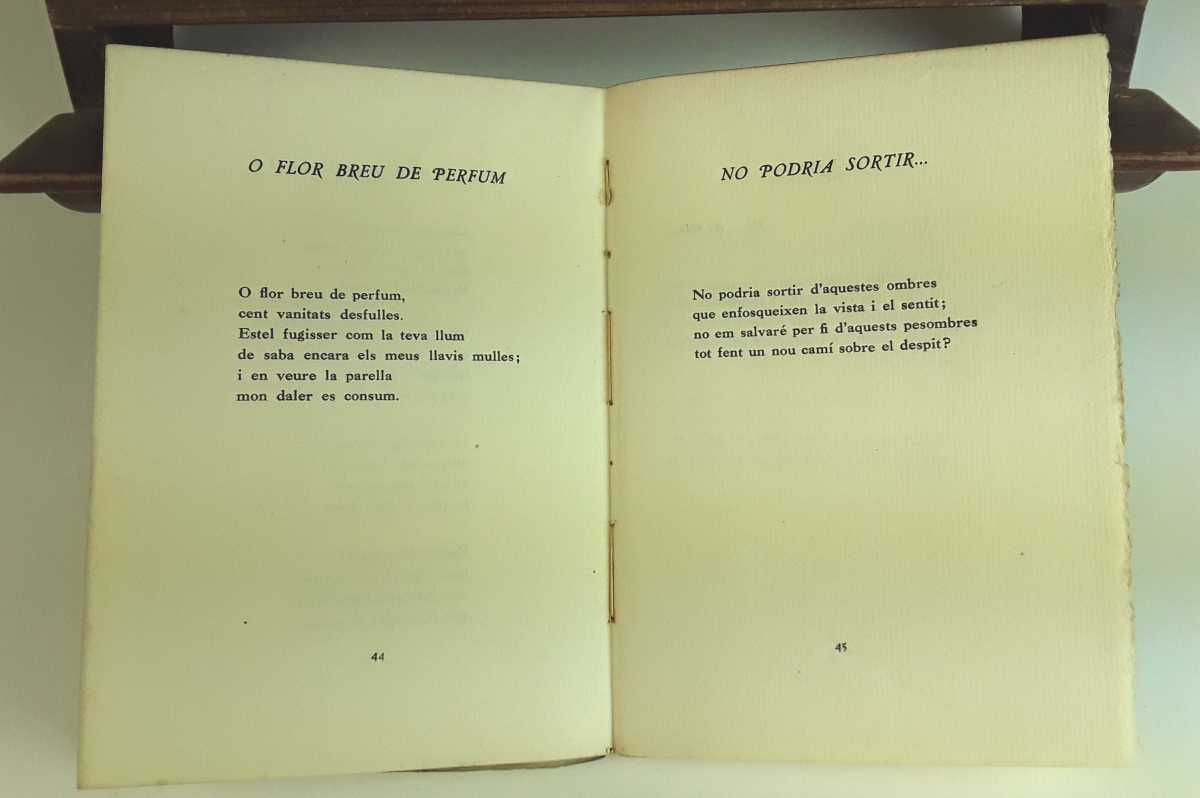 O FLOR BREU DE PERFUM
O flor breu de perfum,
cent vanitats desfulles.
Estel fugisser com la teva llum
de saba encara els meus llavis mulles;
i en veure la parella
mon daler es consum.
44
NO PODRIA SORTIR...
No podria sortir d'aquestes ombres
que enfosqueixen la vista i el sentit;
no em salvaré per fi d'aquests pesombres
tot fent un nou camí sobre el despit?
45